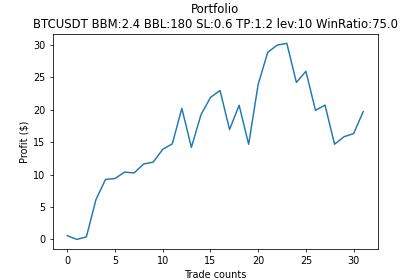 Portfolio
BTCUSDT BBM:2.4 BBL:180 SL:0.6 TP:1.2 lev:10 WinRatio:75.0
30
25
20
15
10
5
0
Profit ($)
0 5 10 15 20 25 30
Trade counts